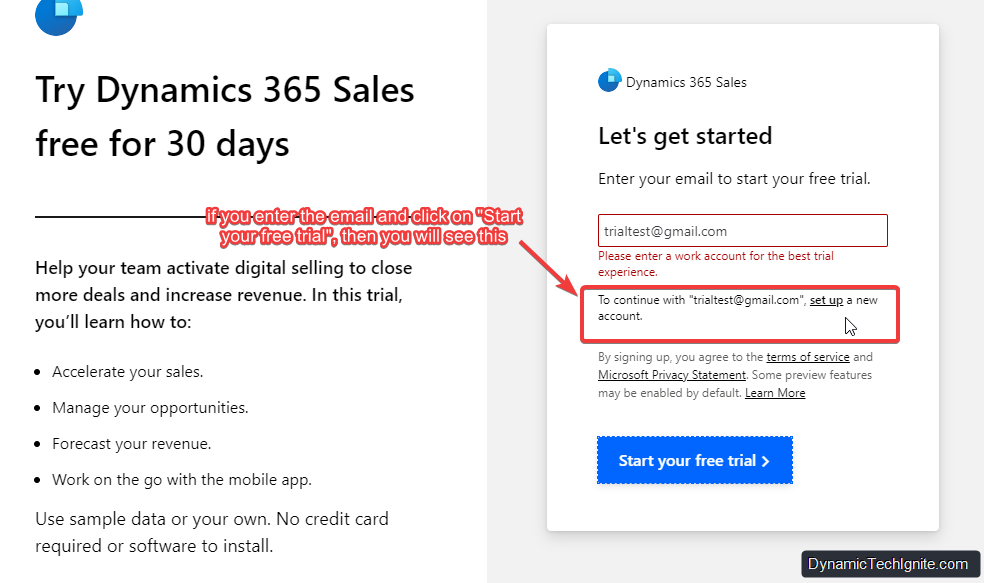 Try Dynamics 365 Sales
free for 30 days
if you enter the email and click on "Start
your free trial", then you will see this
Help your team activate digital selling to close
more deals and increase revenue. In this trial,
you’ll learn how to:
Accelerate your sales.
Manage your opportunities.
Forecast your revenue.
Work on the go with the mobile app.
Use sample data or your own. No credit card
required or software to install.
Dynamics 365 Sales
Let's get started
Enter your email to start your free trial.
trialtest@gmail.com
Please enter a work account for the best trial
experience.
To continue with "trialtest@gmail.com", set up a new
account.
By signing up, you agree to the terms of service and
Microsoft Privacy Statement. Some preview features
may be enabled by default. Learn More
Start your free trial
DynamicTechIgnite.com